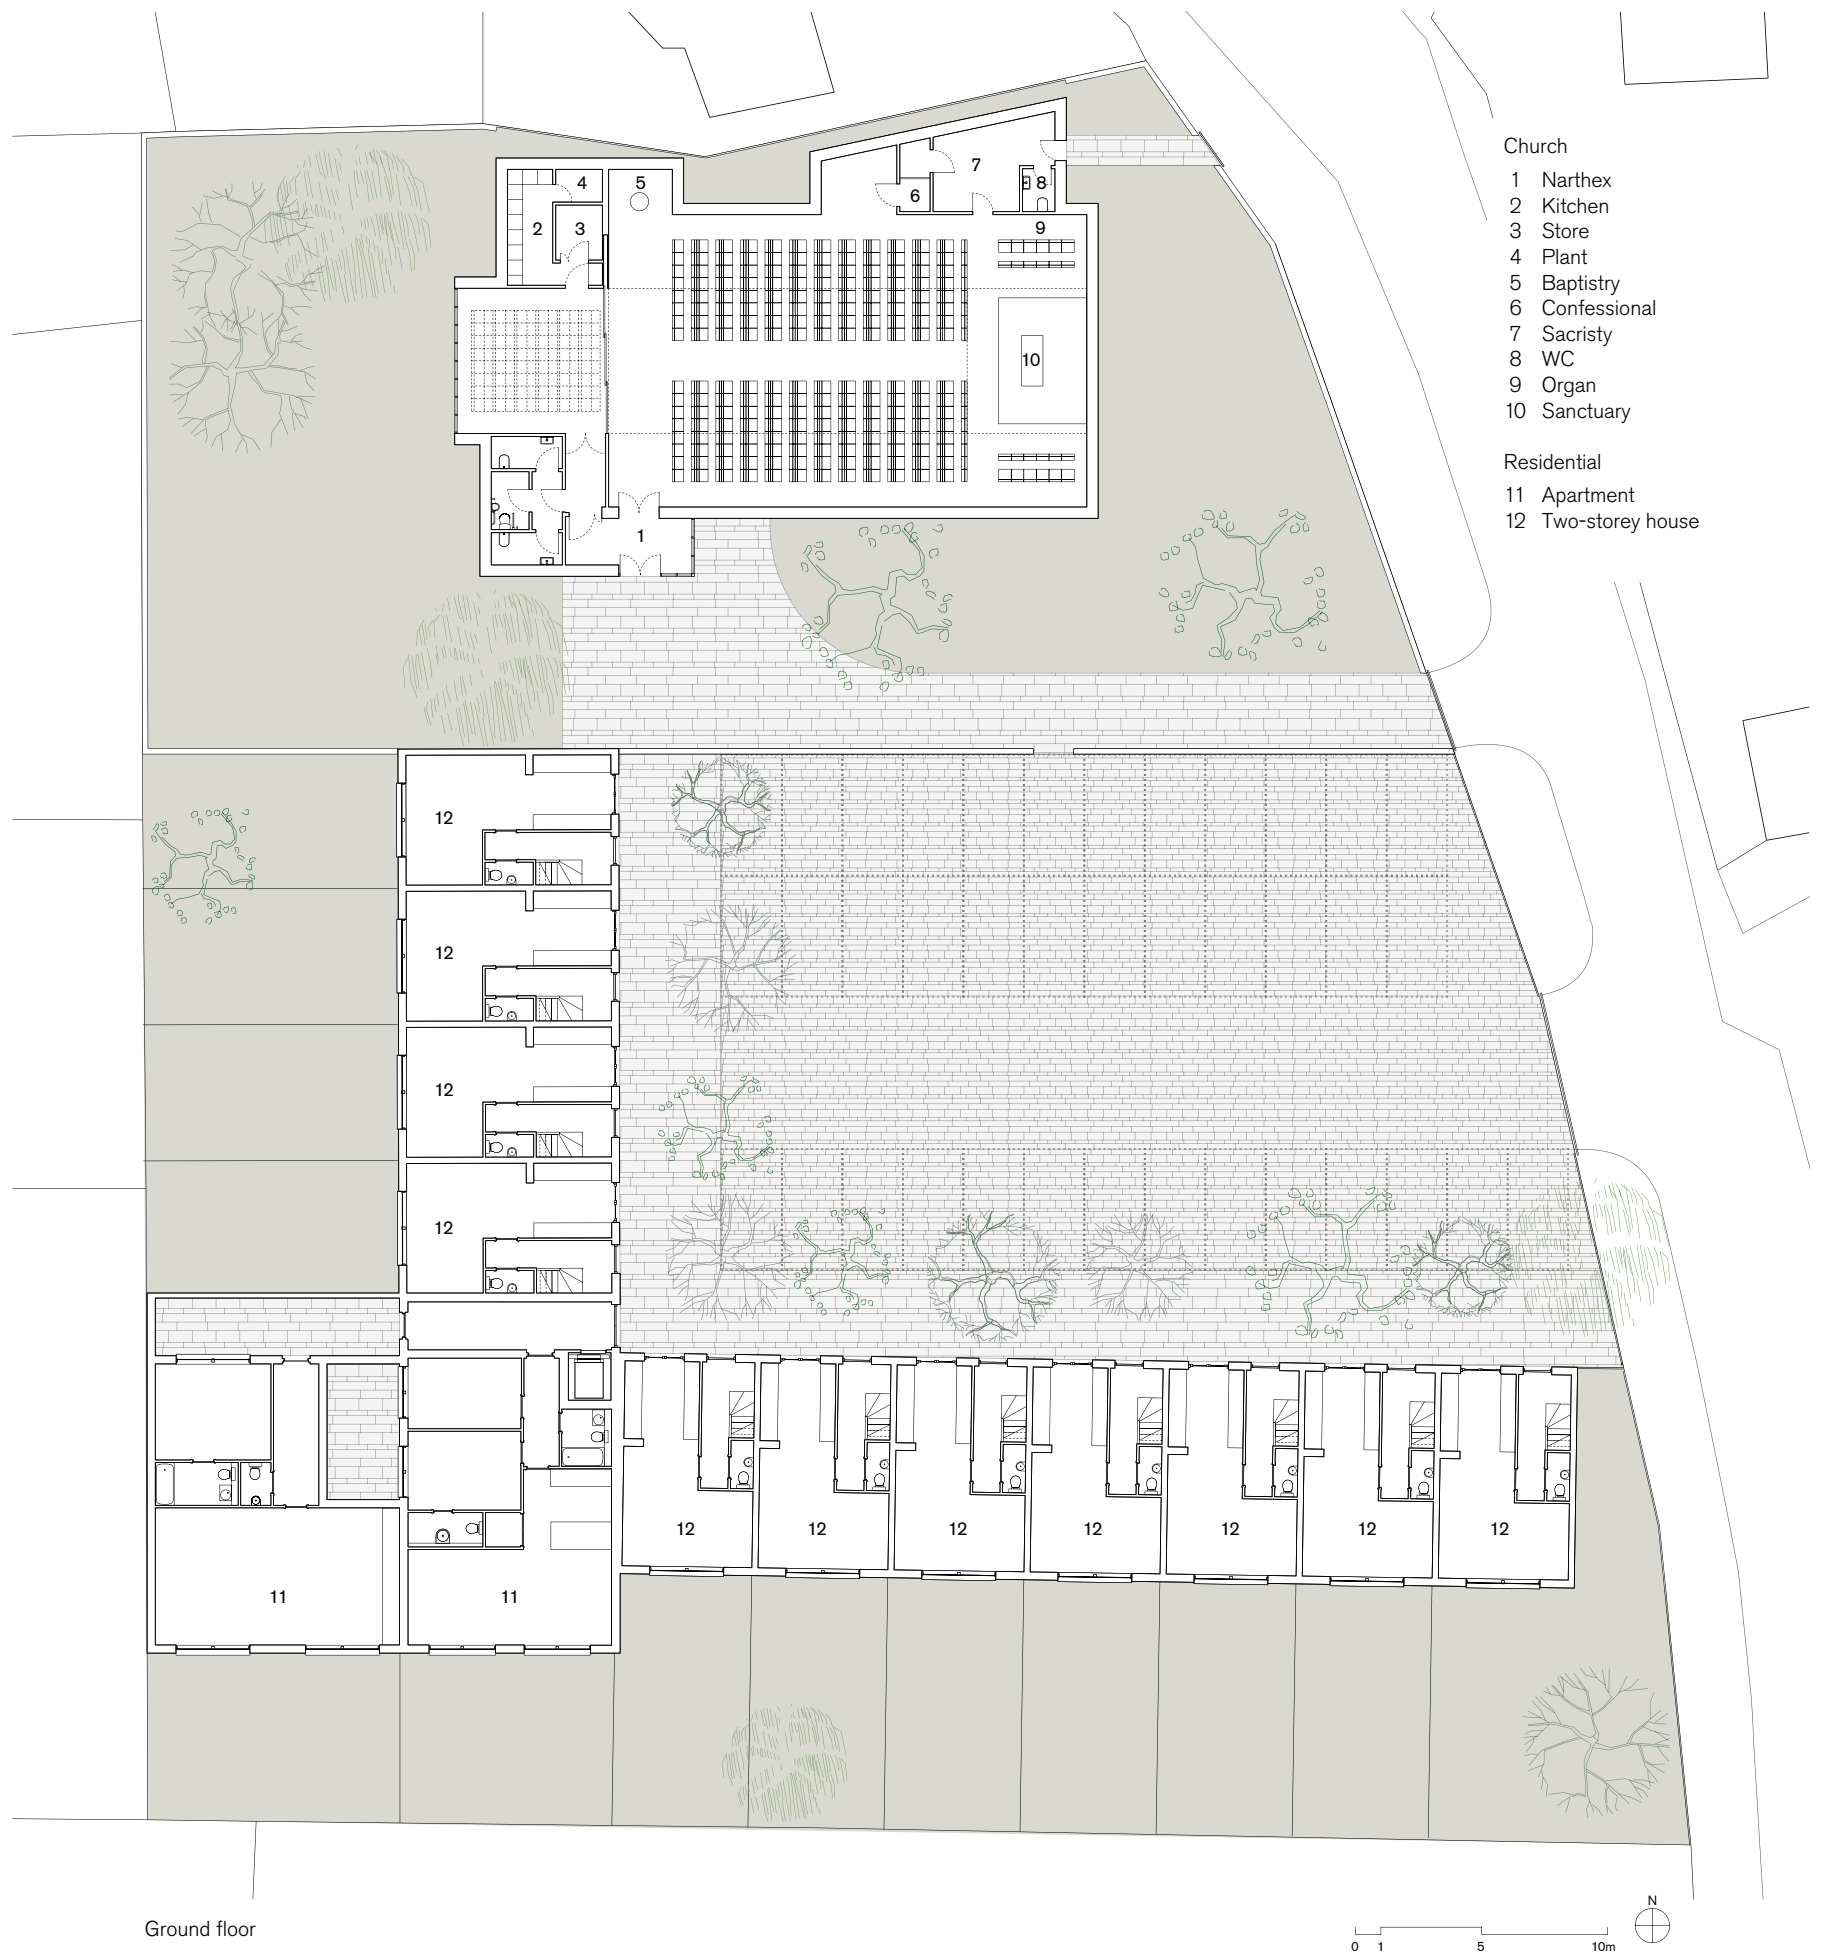 4
5
7
6
8
2
3
9
10
1
Church
1 Narthex
2 Kitchen
3 Store
4 Plant
5 Baptistry
6 Confessional
7 Sacristy
8 WC
9 Organ
10 Sanctuary
Residential
11 Apartment
12 Two-storey house
12
12
12
12
12 12 12 12 12 12 12
11 11
Ground floor
N
0 1 5 10m